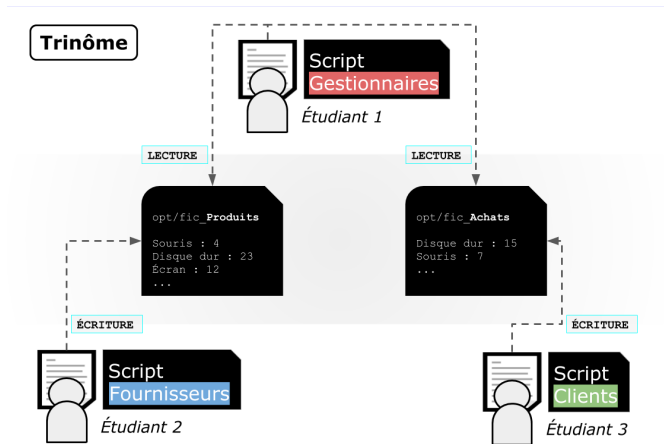 Trinôme
Script
Gestionnaires
Étudiant 1
LECTURE
LECTURE
opt/fic_Produits
Souris : 4
Disque dur : 23
Écran : 12
...
opt/fic_Achats
Disque dur : 15
Souris : 7
...
ÉCRITURE
ÉCRITURE
Script
Fournisseurs
Étudiant 2
Script
Clients
Étudiant 3